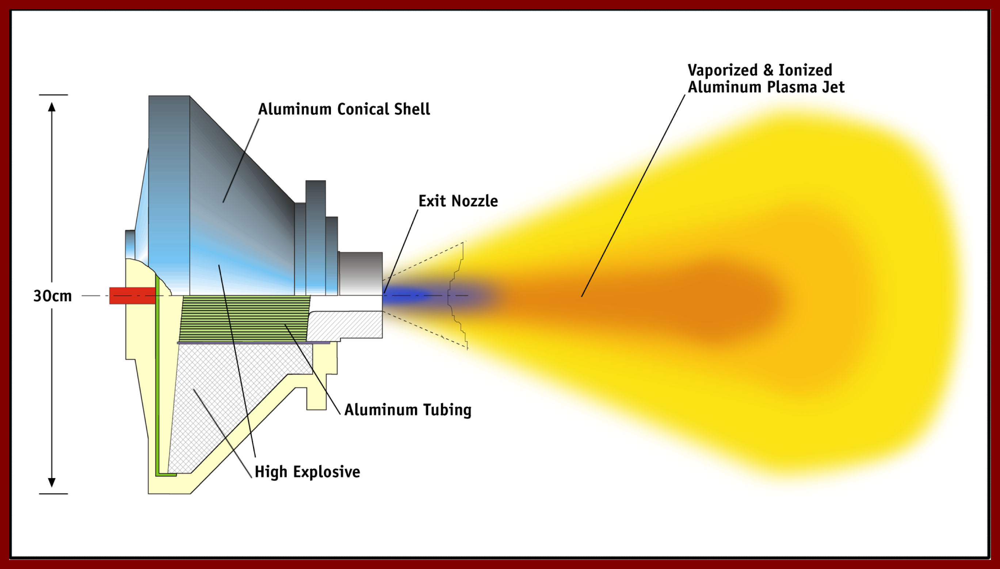 Vaporized & Ionized
Aluminum Plasma Jet
Aluminum Conical Shell
Exit Nozzle
30cm
Aluminum Tubing
High Explosive